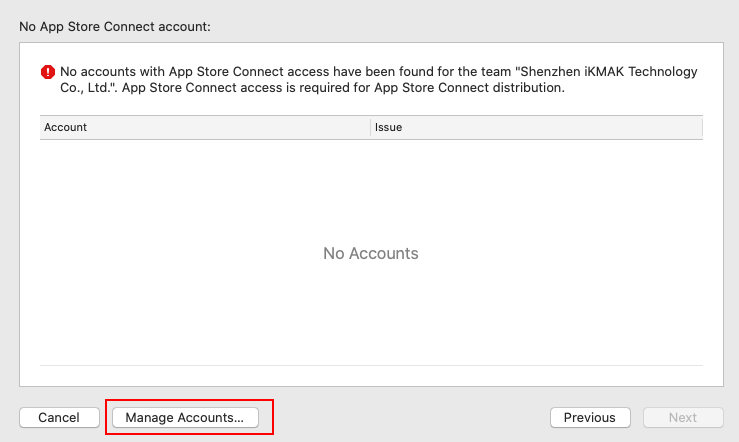 No App Store Connect account:
No accounts with App Store Connect access have been found for the team "Shenzhen iKMAK Technology
Co., Ltd.". App Store Connect access is required for App Store Connect distribution.
Account Issue
No Accounts
Cancel Manage Accounts... Previous Next